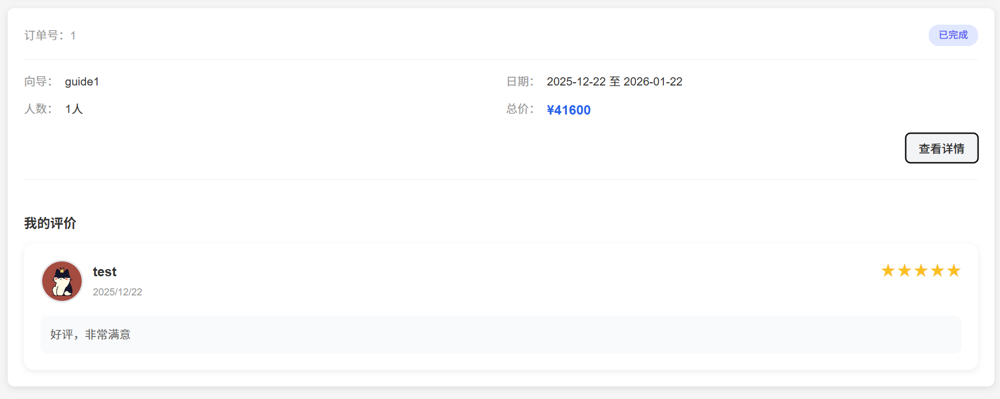 订单号：1
已完成
向导： guide1
日期： 2025-12-22 至 2026-01-22
人数： 1人
总价： ¥41600
查看详情
我的评价
test
★★★★★
2025/12/22
好评，非常满意